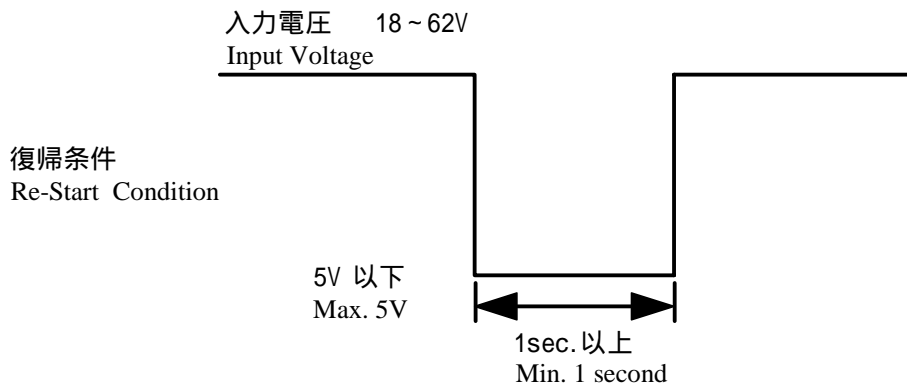 入力電圧 18～62V
Input Voltage
復帰条件
Re-Start Condition
5V 以下
Max. 5V
1sec.以上
Min. 1 second